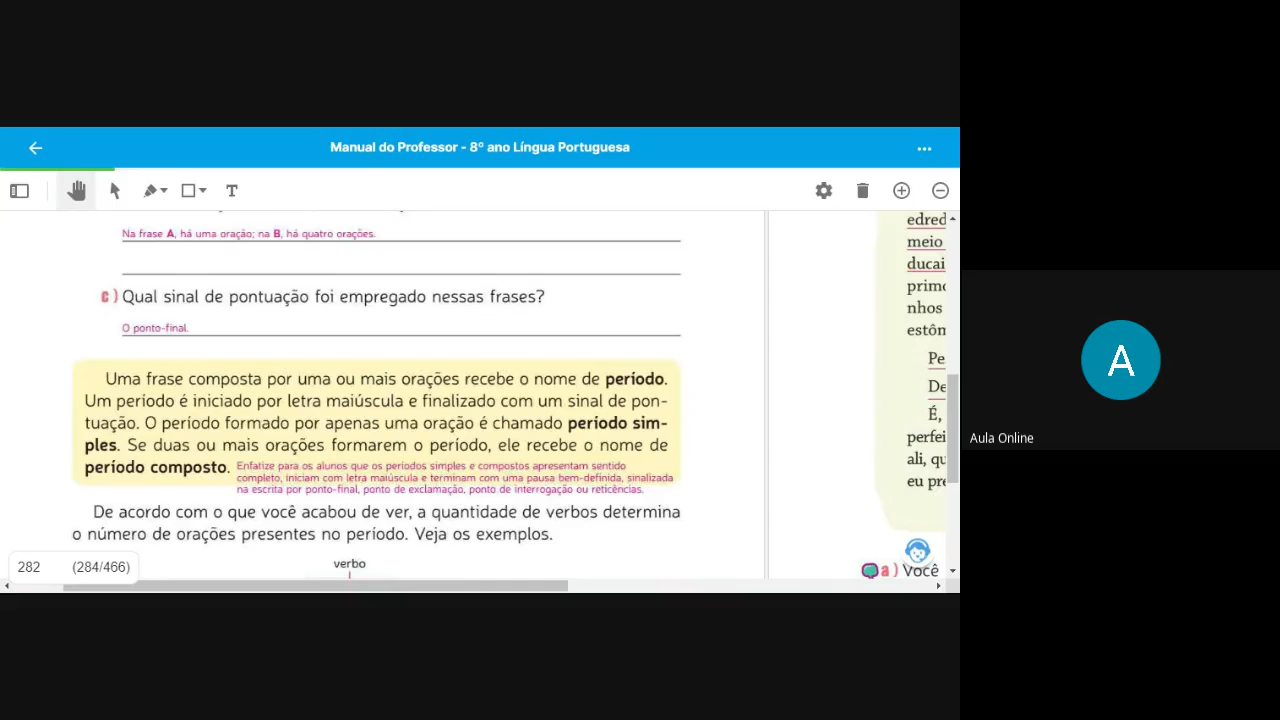 Manual do Professor - 8º ano Língua Portuguesa
T
Na frase A, há uma oração; na B, há quatro orações.
c) Qual sinal de pontuação foi empregado nessas frases?
O ponto-final.
Uma frase composta por uma ou mais orações recebe o nome de período.
Um período é iniciado por letra maiúscula e finalizado com um sinal de pon-
tuação. O período formado por apenas uma oração é chamado período sim-
ples. Se duas ou mais orações formarem o período, ele recebe o nome de
período composto. Enfatize para os alunos que os períodos simples e compostos apresentam sentido
completo, iniciam com letra maiúscula e terminam com uma pausa bem-definida, sinalizada
na escrita por ponto-final, ponto de exclamação, ponto de interrogação ou reticências.
De acordo com o que você acabou de ver, a quantidade de verbos determina
o número de orações presentes no período. Veja os exemplos.
verbo
282 (284/466)
edred
meio
ducai
primo
nhos
estôm
Pe
De
É,
perfei
ali, qu
eu pre
a) Você
A
Aula Online